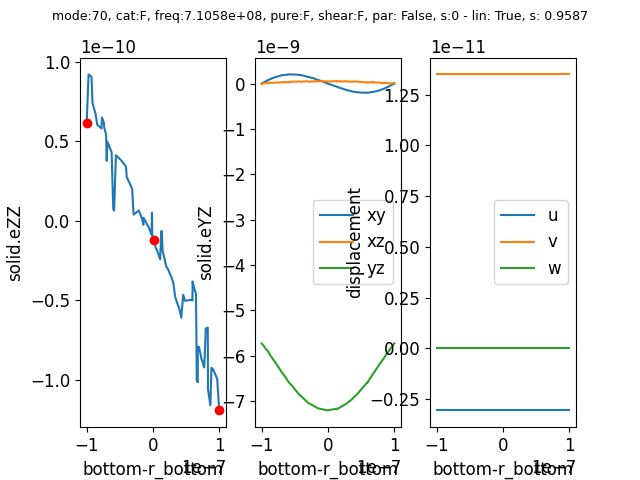 mode:70, cat:F, freq:7.1058e+08, pure:F, shear:F, par: False, s:0 - lin: True, s: 0.9587
1e−10
1.0
0.5
0.0
−0.5
−1.0
solid.eZZ
−1
0
1
1e−7
bottom-r_bottom
1e−9
0
−1
−2
−3
−4
−5
−6
−7
solid.eYZ
xy
xz
yz
−1
0
1
1e−7
bottom-r_bottom
1e−11
1.25
1.00
0.75
0.50
0.25
0.00
−0.25
displacement
u
v
w
−1
0
1
1e−7
bottom-r_bottom